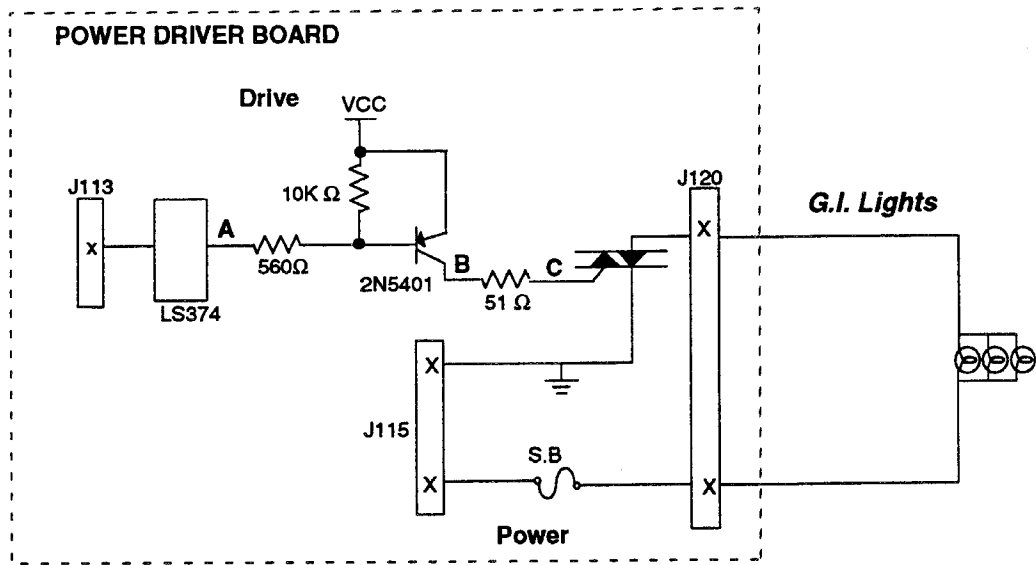 POWER DRIVER BOARD
Drive
VCC
J113
10K Ω
J120
G.I. Lights
X
A
X
560Ω
B
C
2N5401
51 Ω
LS374
X
J115
S.B
X
X
Power